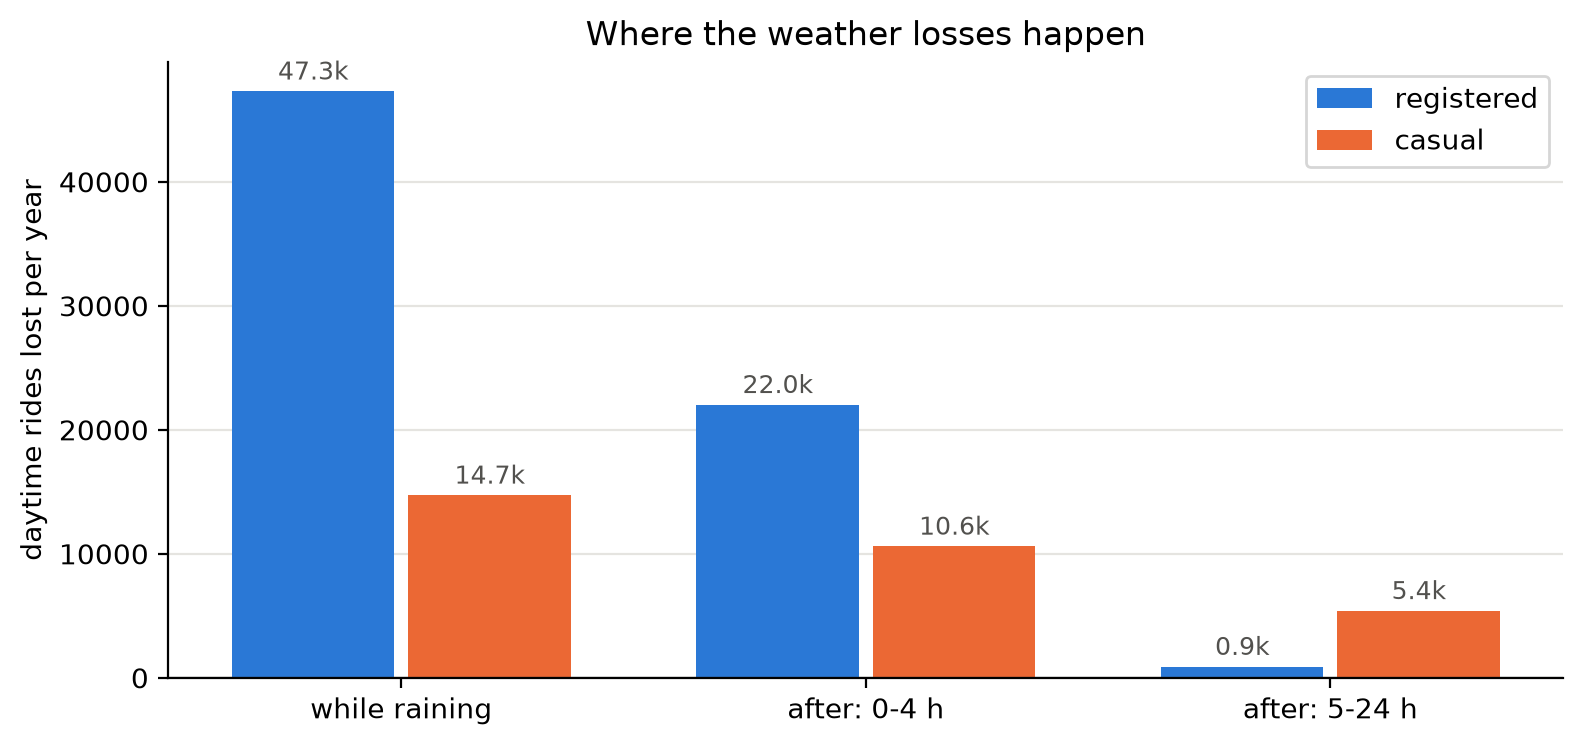 Where the weather losses happen
47.3k
registered
casual
40000
daytime rides lost per year
30000
22.0k
20000
14.7k
10.6k
10000
5.4k
0.9k
0
while raining
after: 0-4 h
after: 5-24 h